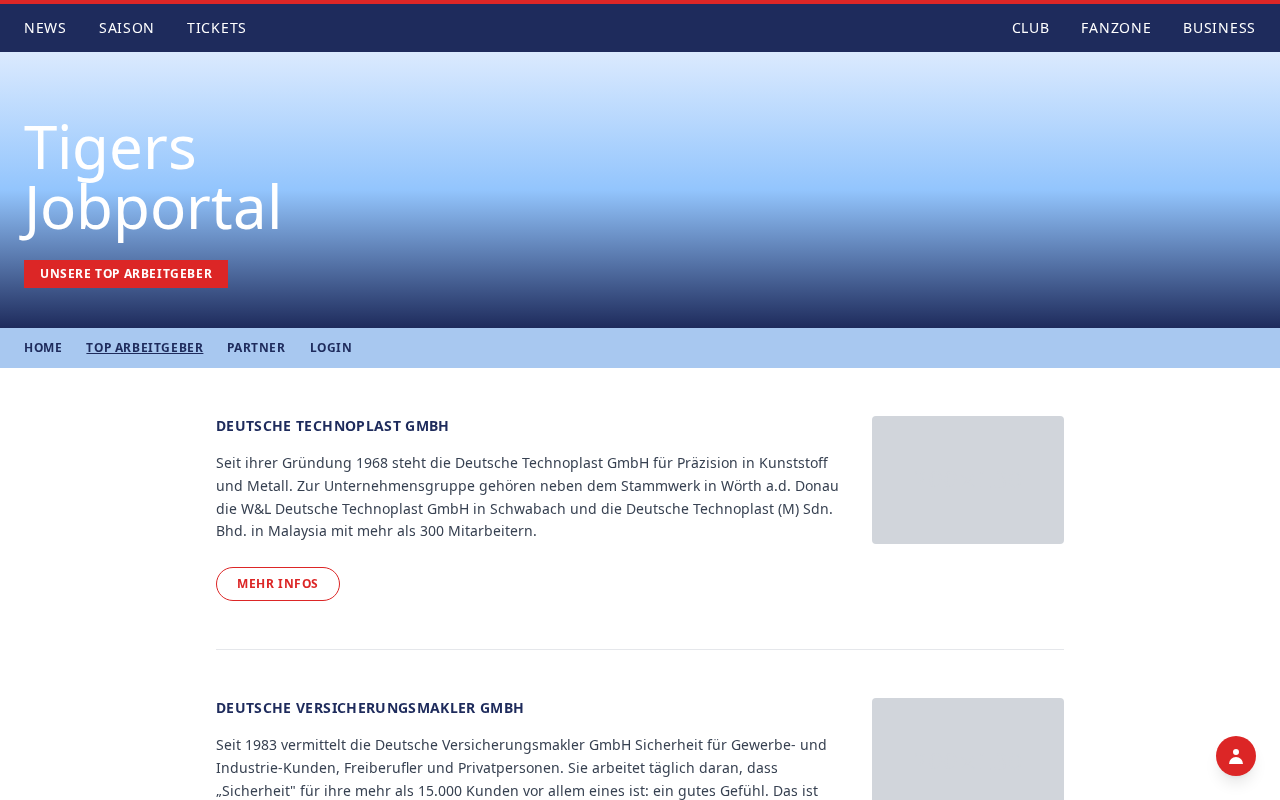 NEWS SAISON TICKETS CLUB FANZONE BUSINESS
Tigers
Jobportal
UNSERE TOP ARBEITGEBER
HOME TOP ARBEITGEBER PARTNER LOGIN
DEUTSCHE TECHNOPLAST GMBH
Seit ihrer Gründung 1968 steht die Deutsche Technoplast GmbH für Präzision in Kunststoff
und Metall. Zur Unternehmensgruppe gehören neben dem Stammwerk in Wörth a.d. Donau
die W&L Deutsche Technoplast GmbH in Schwabach und die Deutsche Technoplast (M) Sdn.
Bhd. in Malaysia mit mehr als 300 Mitarbeitern.
MEHR INFOS
DEUTSCHE VERSICHERUNGSMAKLER GMBH
Seit 1983 vermittelt die Deutsche Versicherungsmakler GmbH Sicherheit für Gewerbe- und
Industrie-Kunden, Freiberufler und Privatpersonen. Sie arbeitet täglich daran, dass
„Sicherheit" für ihre mehr als 15.000 Kunden vor allem eines ist: ein gutes Gefühl. Das ist